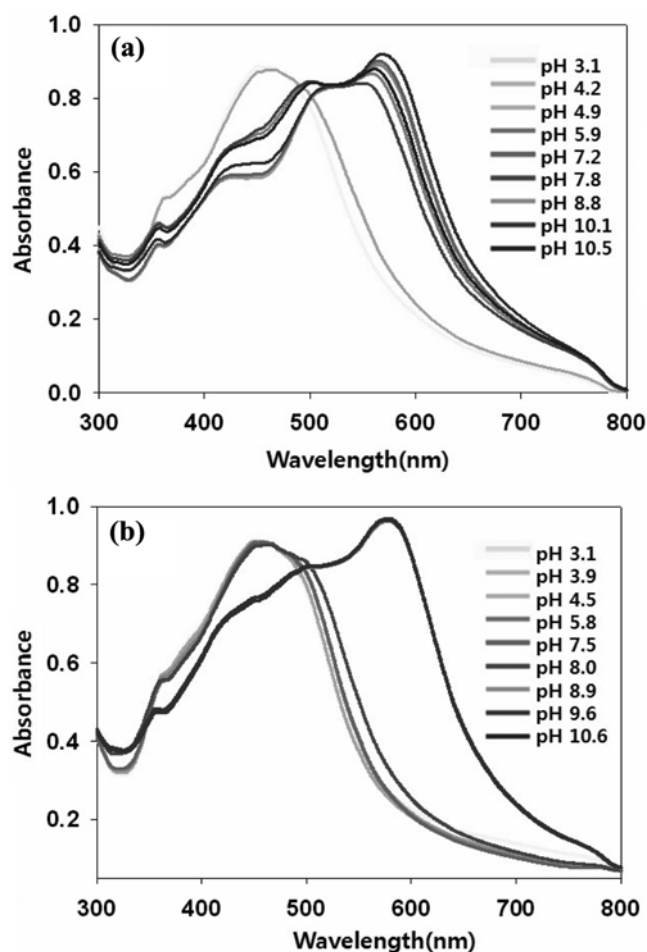 (a)
1.0
0.8
0.6
0.4
0.2
0.0
Absorbance
pH 3.1
pH 4.2
pH 4.9
pH 5.9
pH 7.2
pH 7.8
pH 8.8
pH 10.1
pH 10.5
300 400 500 600 700 800
Wavelength(nm)
(b)
1.0
0.8
0.6
0.4
0.2
Absorbance
pH 3.1
pH 3.9
pH 4.5
pH 5.8
pH 7.5
pH 8.0
pH 8.9
pH 9.6
pH 10.6
300 400 500 600 700 800
Wavelength(nm)